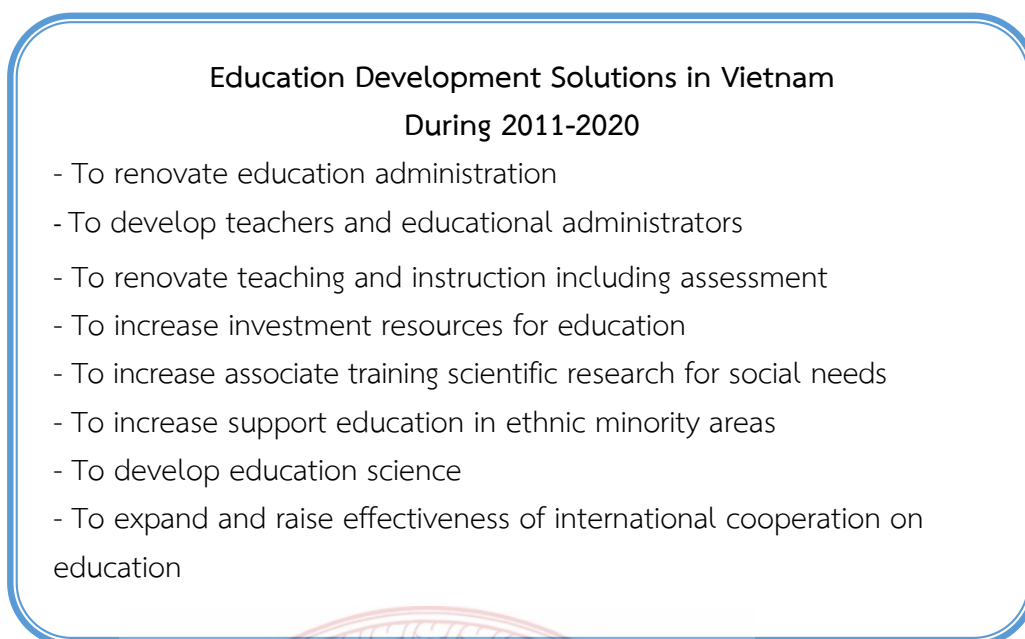 Education Development Solutions in Vietnam
During 2011-2020
- To renovate education administration
- To develop teachers and educational administrators
- To renovate teaching and instruction including assessment
- To increase investment resources for education
- To increase associate training scientific research for social needs
- To increase support education in ethnic minority areas
- To develop education science
- To expand and raise effectiveness of international cooperation on
education